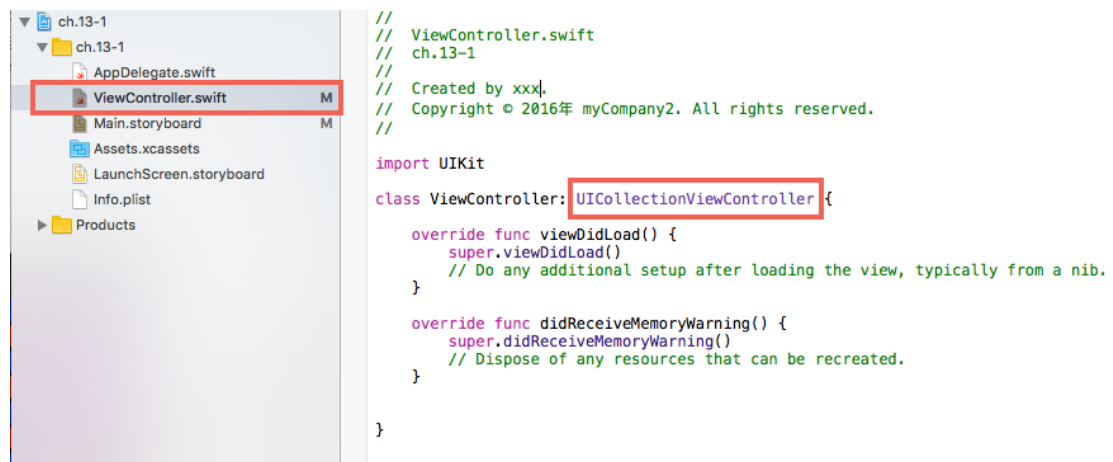 ch.13-1
ch.13-1
AppDelegate.swift
ViewController.swift M
Main.storyboard M
Assets.xcassets
LaunchScreen.storyboard
Info.plist
Products
//
// ViewController.swift
// ch.13-1
//
// Created by xxx.
// Copyright © 2016年 myCompany2. All rights reserved.
//
import UIKit
class ViewController: UICollectionViewController {
override func viewDidLoad() {
super.viewDidLoad()
// Do any additional setup after loading the view, typically from a nib.
}
override func didReceiveMemoryWarning() {
super.didReceiveMemoryWarning()
// Dispose of any resources that can be recreated.
}
}